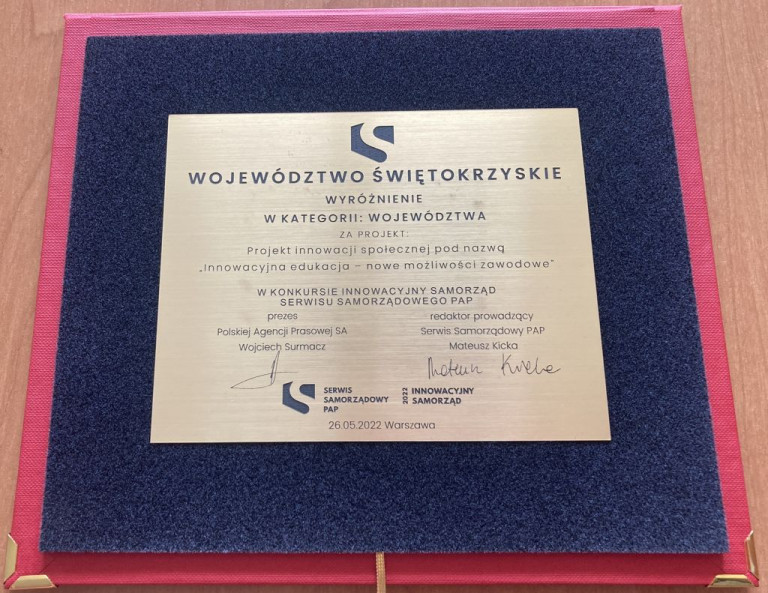 WOJEWÓDZTWO ŚWIĘTOKRZYSKIE
WYRÓŻNIENIE
W KATEGORII: WOJEWÓDZTWA
ZA PROJEKT:
Projekt innowacji społecznej pod nazwą
„Innowacyjna edukacja – nowe możliwości zawodowe"
W KONKURSIE INNOWACYJNY SAMORZĄD
SERWISU SAMORZĄDOWEGO PAP
prezes
Polskiej Agencji Prasowej SA
Wojciech Surmacz
redaktor prowadzący
Serwis Samorządowy PAP
Mateusz Kicka
Mateusz Kicka
SERWIS
SAMORZĄDOWY
PAP
2022
INNOWACYJNY
SAMORZĄD
26.05.2022 Warszawa